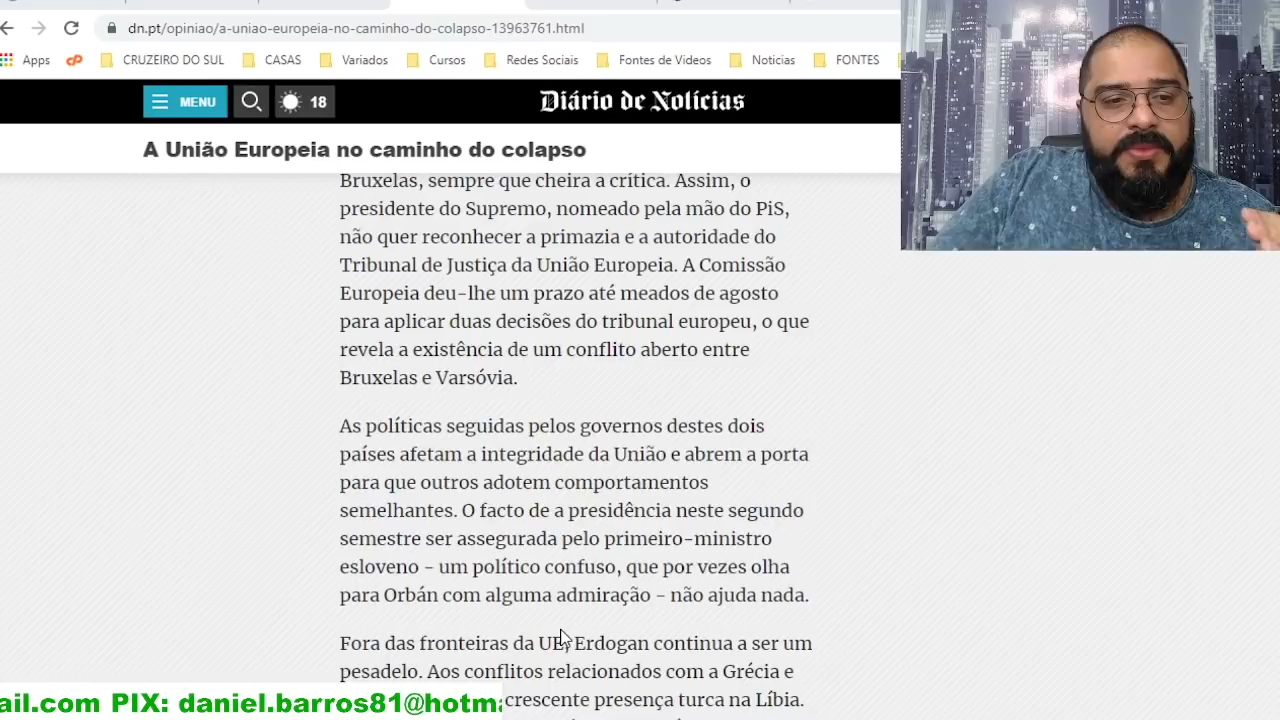 dn.pt/opiniao/a-uniao-europeia-no-caminho-do-colapso-13963761.html
Apps CRUZEIRO DO SUL CASAS Variados Cursos Redes Sociais Fontes de Videos Noticias FONTES
MENU 18 Diário de Notícias
A União Europeia no caminho do colapso
Bruxelas, sempre que cheira a crítica. Assim, o
presidente do Supremo, nomeado pela mão do PiS,
não quer reconhecer a primazia e a autoridade do
Tribunal de Justiça da União Europeia. A Comissão
Europeia deu-lhe um prazo até meados de agosto
para aplicar duas decisões do tribunal europeu, o que
revela a existência de um conflito aberto entre
Bruxelas e Varsóvia.
As políticas seguidas pelos governos destes dois
países afetam a integridade da União e abrem a porta
para que outros adotem comportamentos
semelhantes. O facto de a presidência neste segundo
semestre ser assegurada pelo primeiro-ministro
esloveno - um político confuso, que por vezes olha
para Orbán com alguma admiração - não ajuda nada.
Fora das fronteiras da UE, Erdogan continua a ser um
pesadelo. Aos conflitos relacionados com a Grécia e
crescente presença turca na Líbia.
ail.com PIX: daniel.barros81@hotma